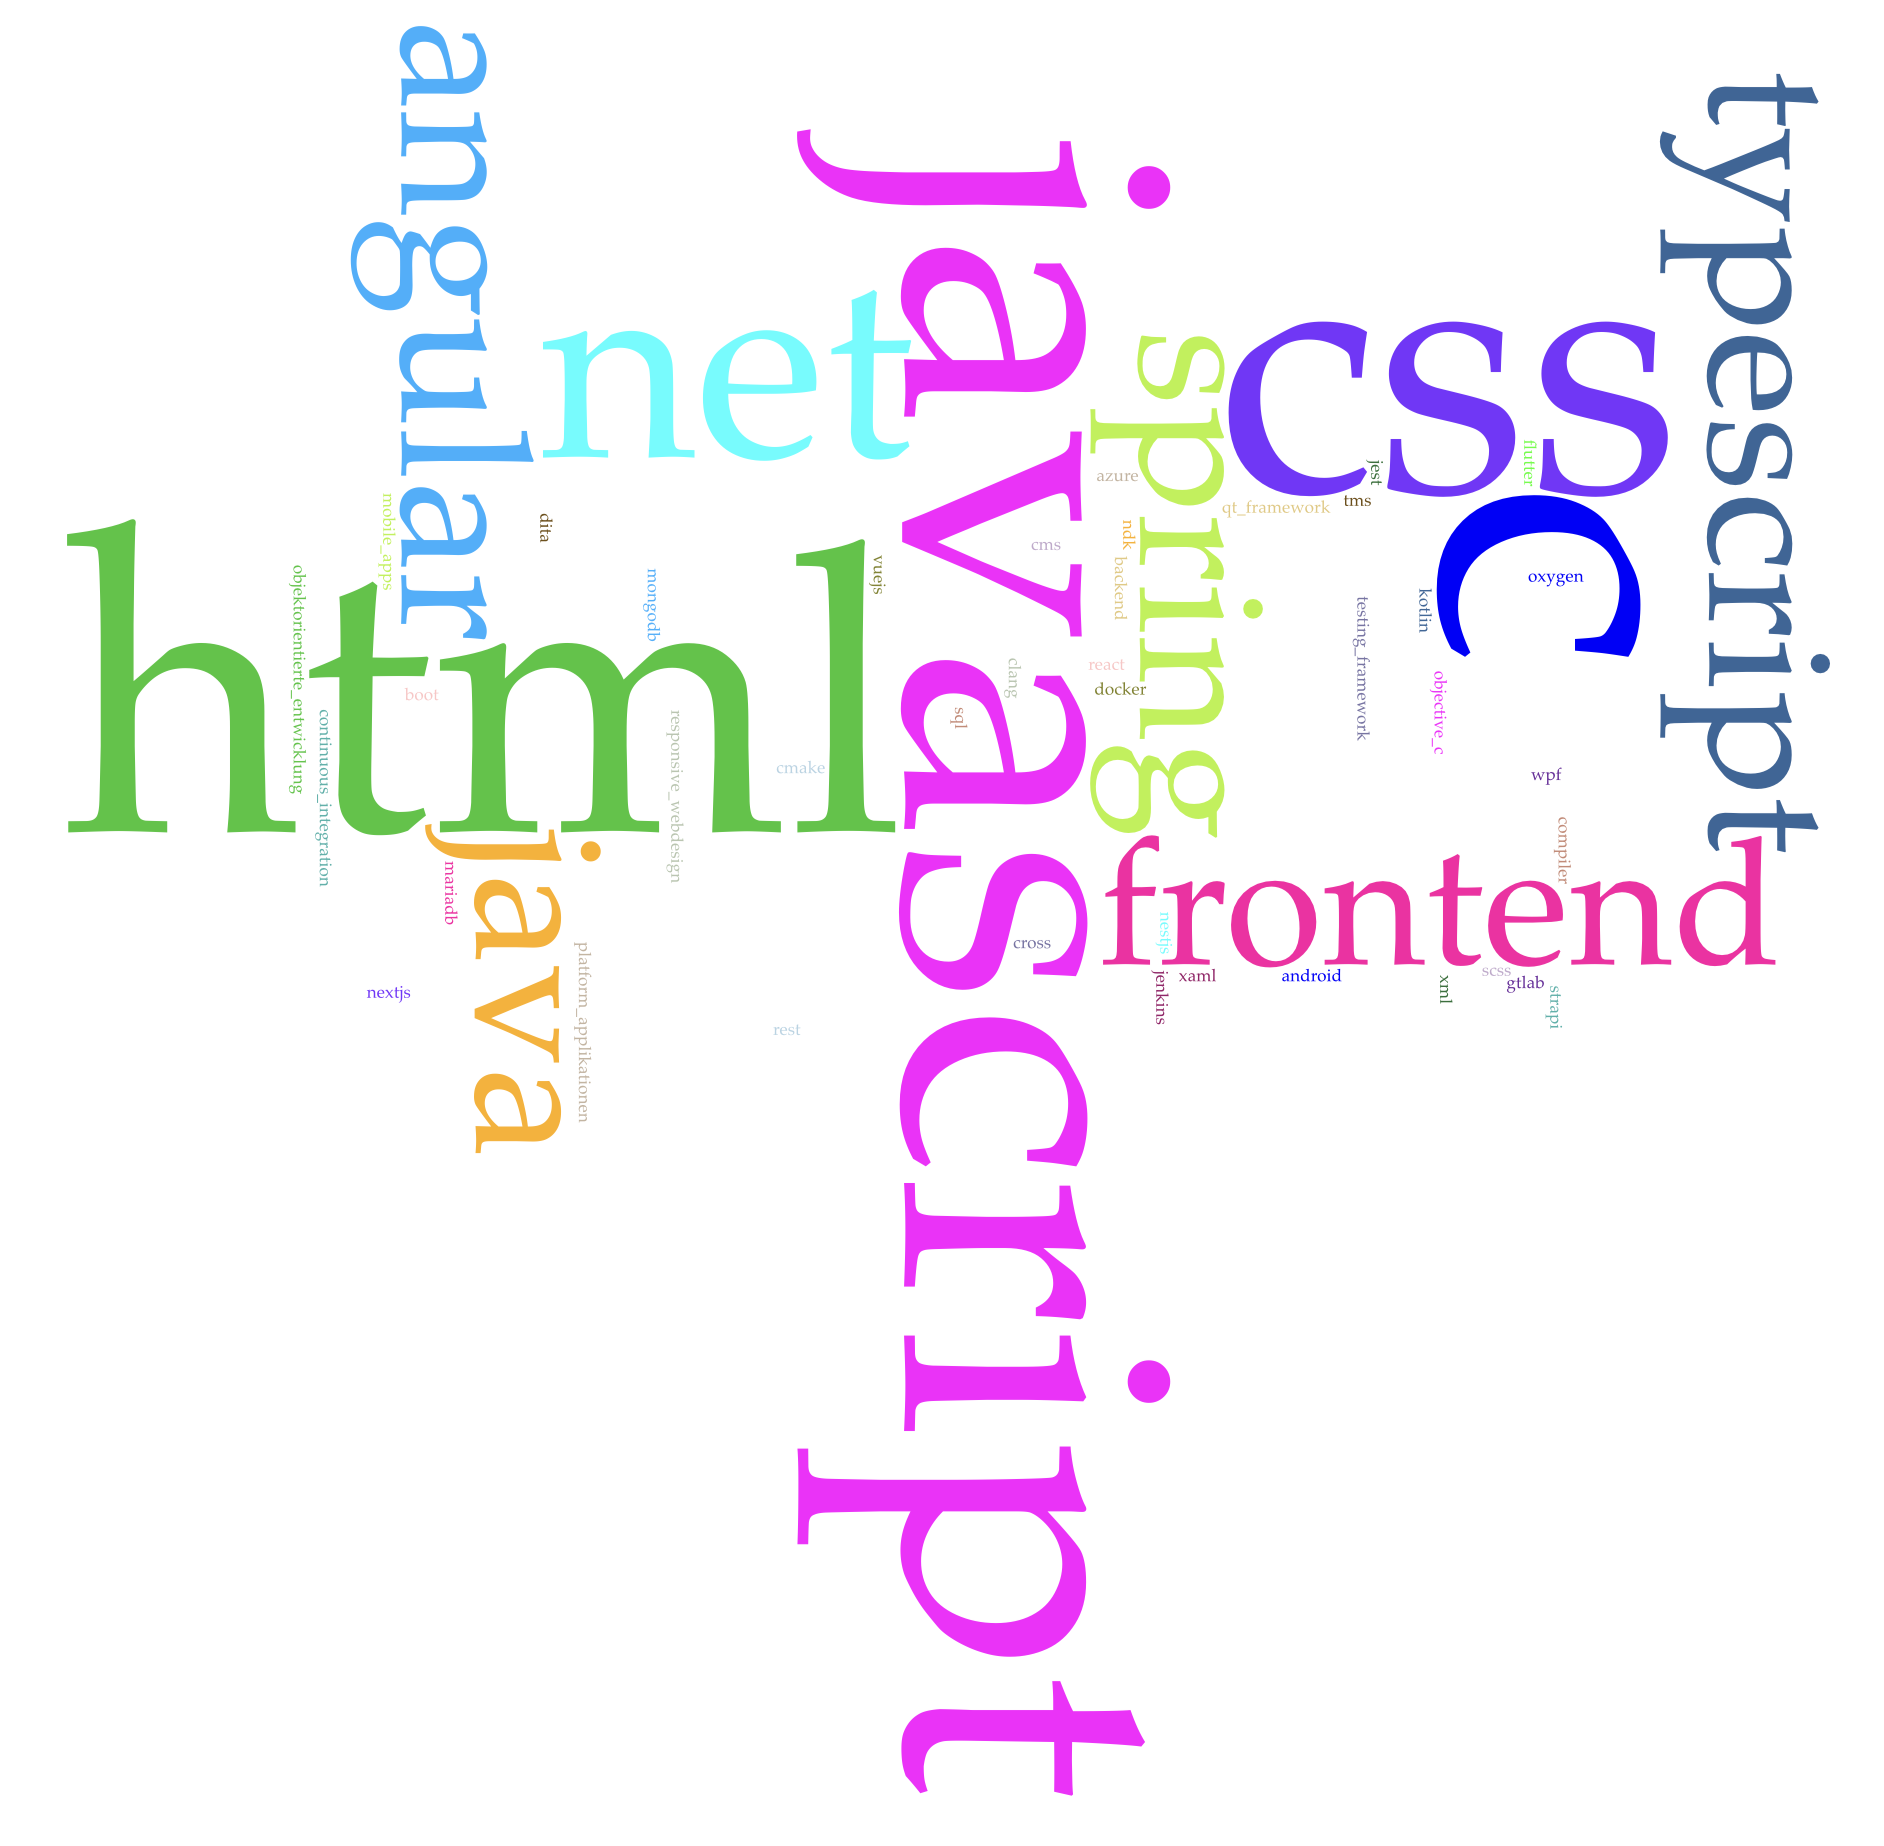 angular
javascript
typescript
net
css
spring
html
c
azure
jest
flutter
tms
qt_framework
mobile_apps
dita
cms
ndk
vuejs
backend
oxygen
kotlin
objektorientierte_entwicklung
mongodb
testing_framework
react
clang
docker
objective_c
boot
sql
continuous_integration
responsive_webdesign
cmake
wpf
compiler
java
frontend
mariadb
nestjs
cross
platform_applikationen
nextjs
jenkins
xaml
android
xml
scss
gtlab
strapi
rest